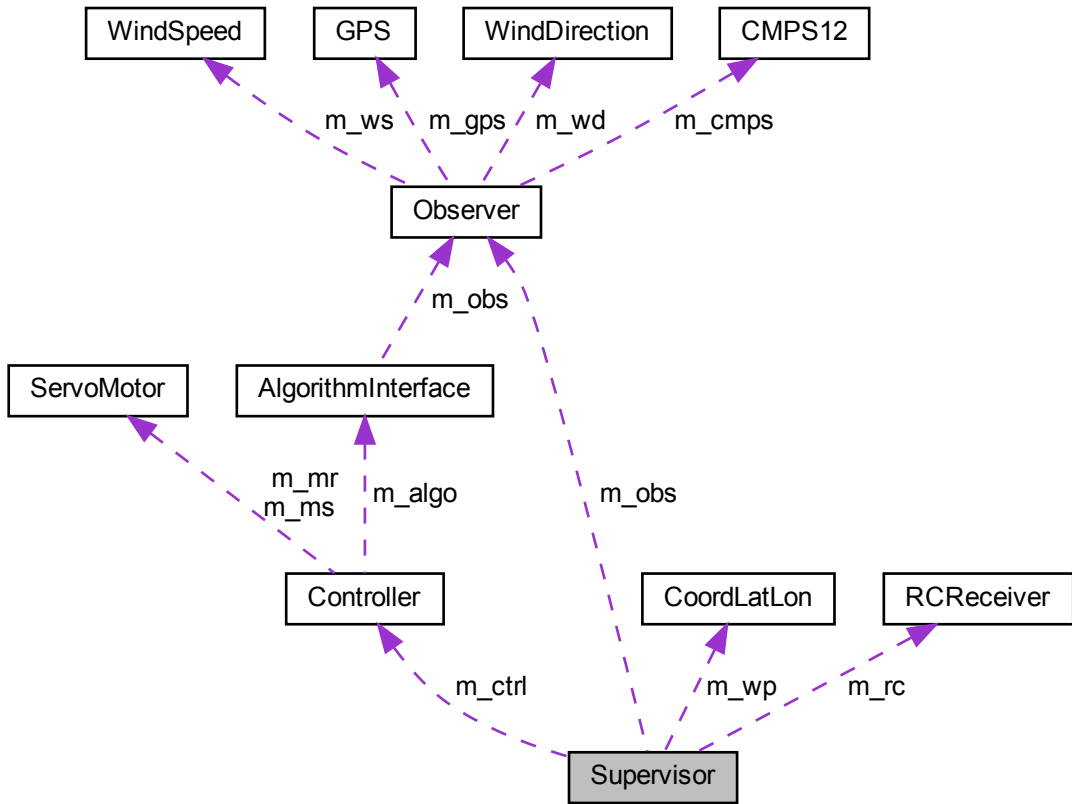 WindSpeed
GPS
WindDirection
CMPS12
m_ws
m_gps
m_wd
m_cmps
Observer
m_obs
ServoMotor
AlgorithmInterface
m_mr
m_ms
m_algo
m_obs
Controller
CoordLatLon
RCReceiver
m_ctrl
m_wp
m_rc
Supervisor